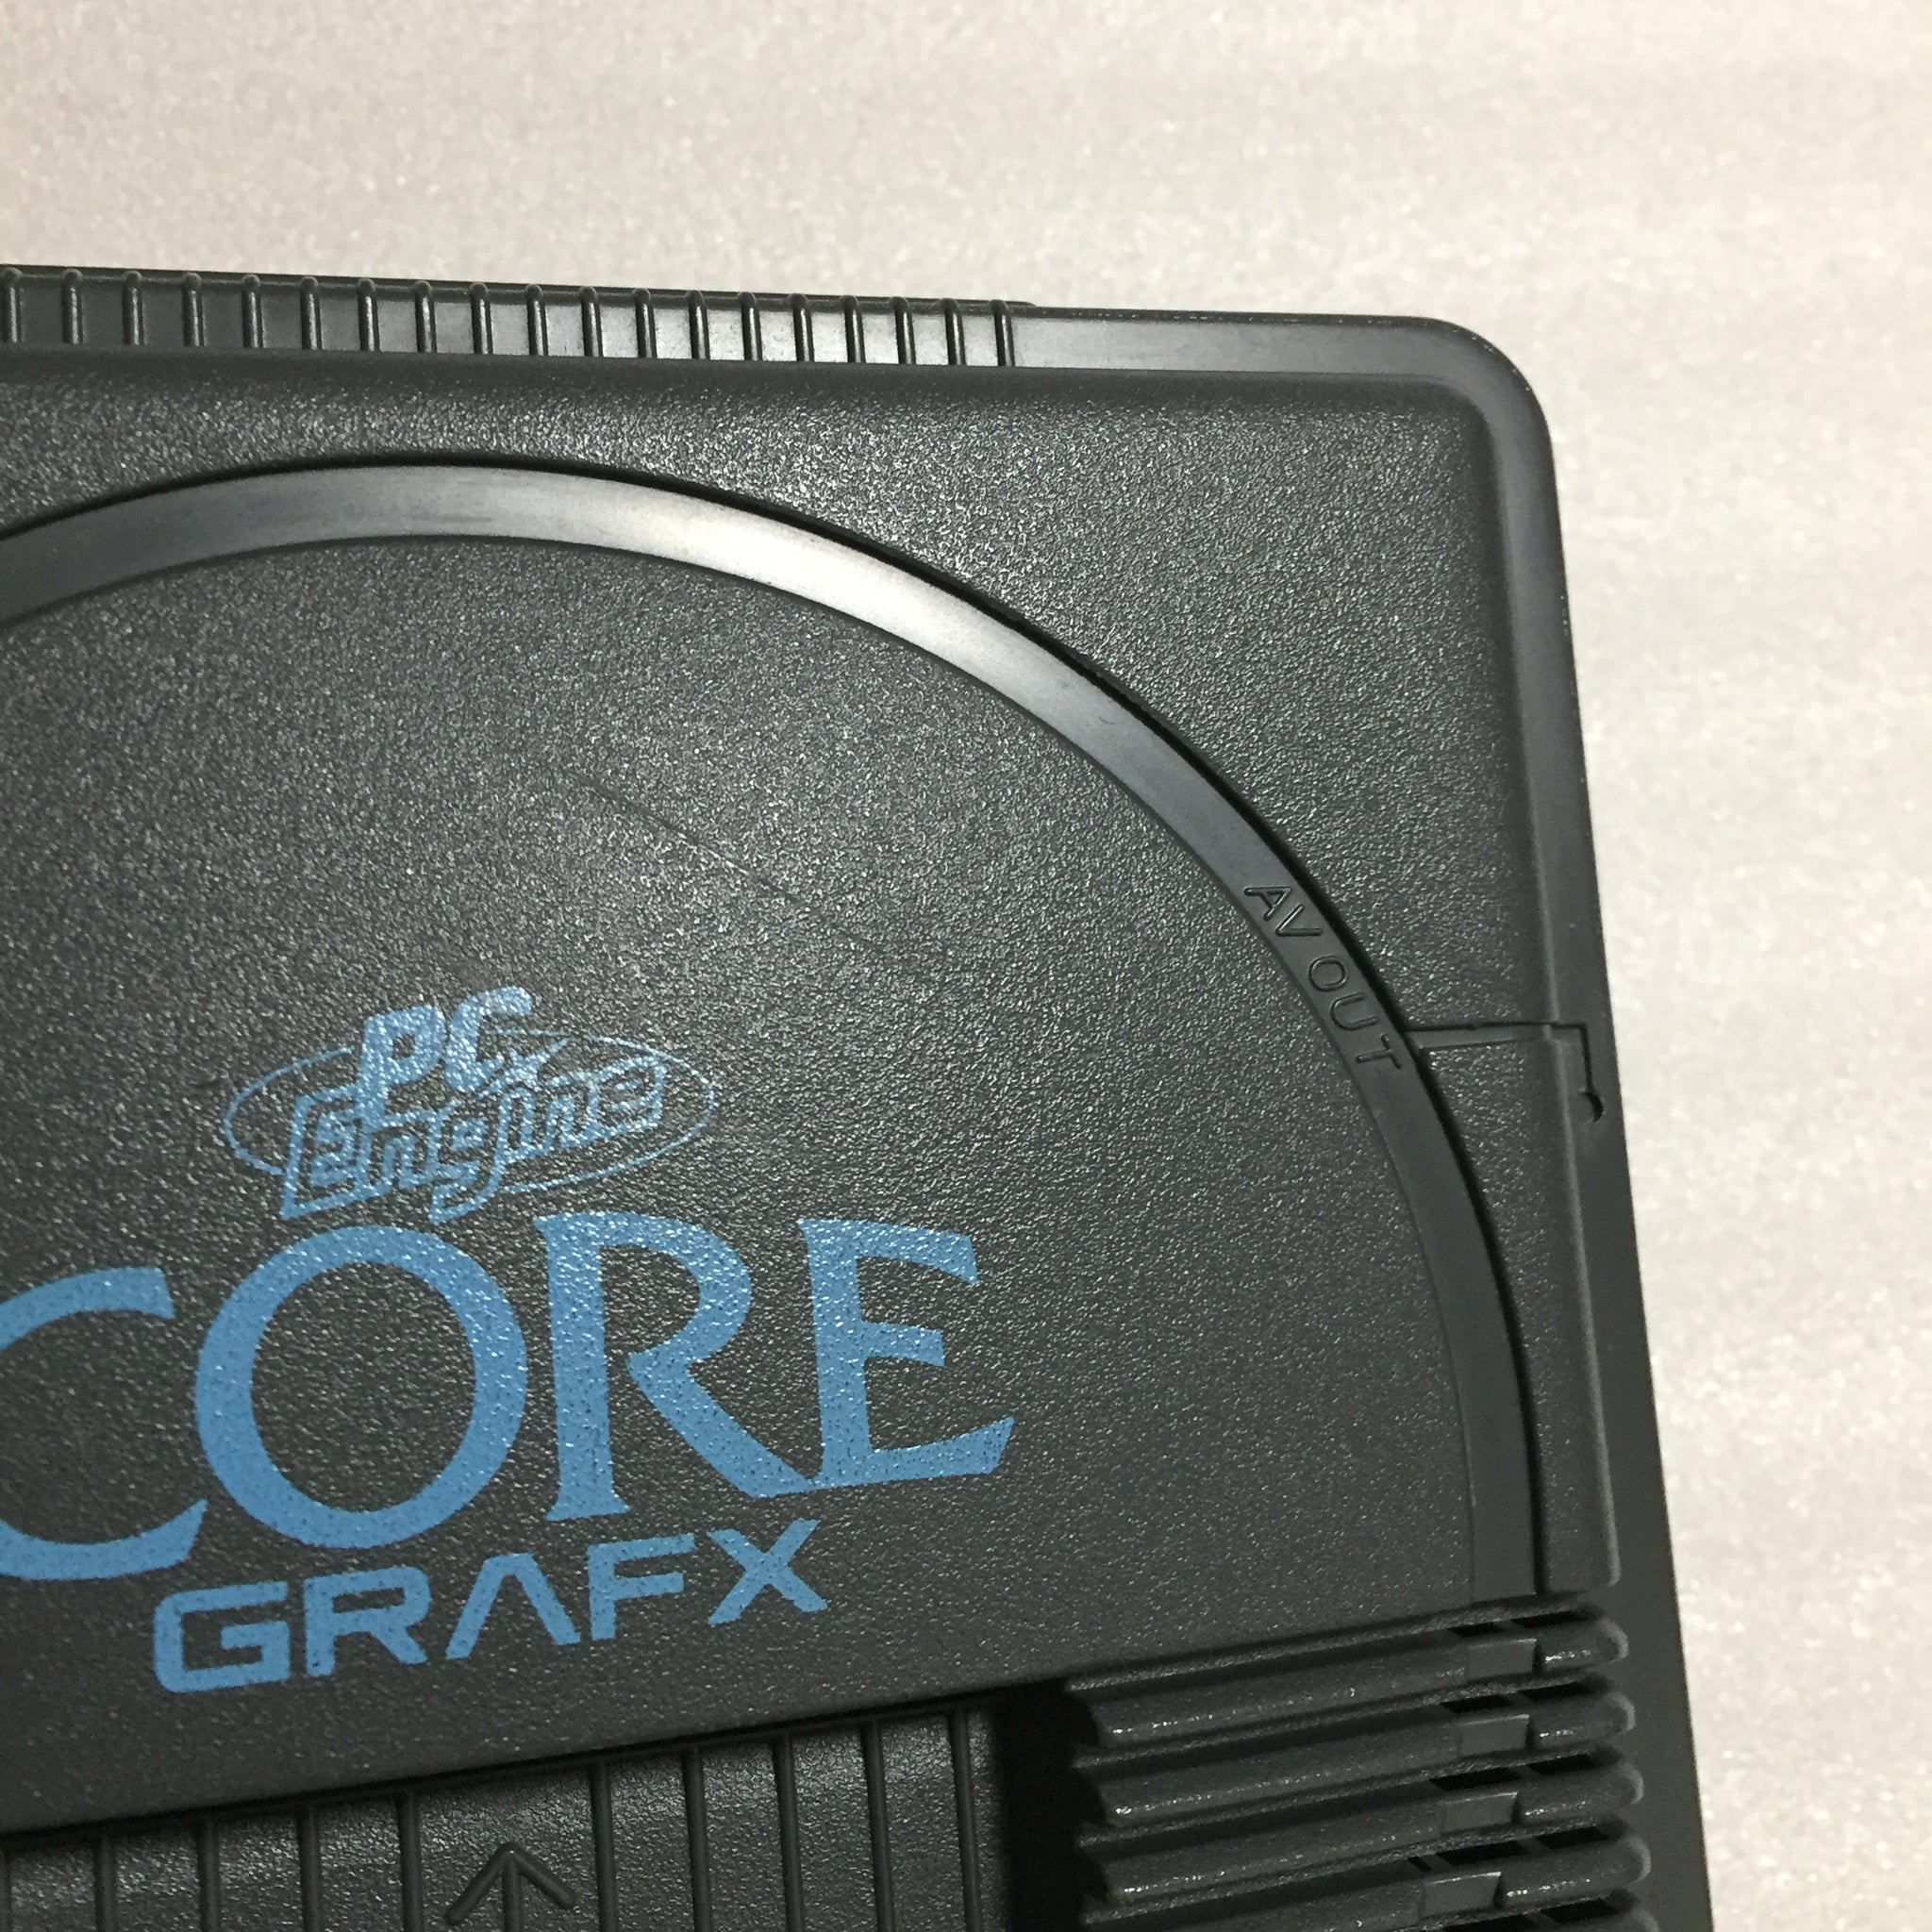 AV OUT
PC
Engine
CORE
GRAFX